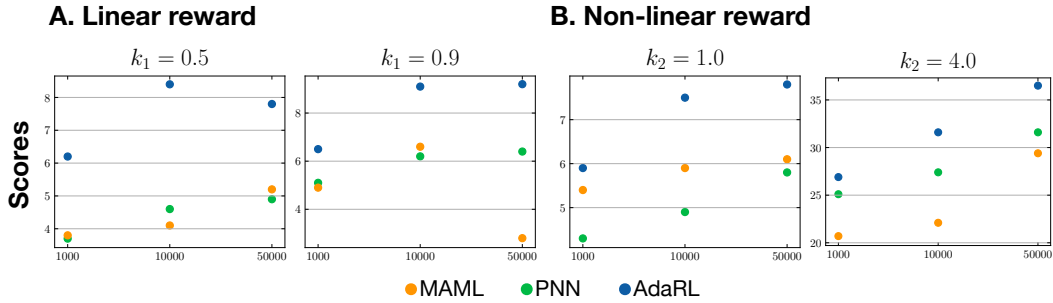 A. Linear reward
B. Non-linear reward
k₁ = 0.5
k₁ = 0.9
k₂ = 1.0
k₂ = 4.0
Scores
8
7
6
5
4
1000 10000 50000
8
6
4
1000 10000 50000
7
6
5
1000 10000 50000
35
30
25
20
1000 10000 50000
MAML PNN AdaRL